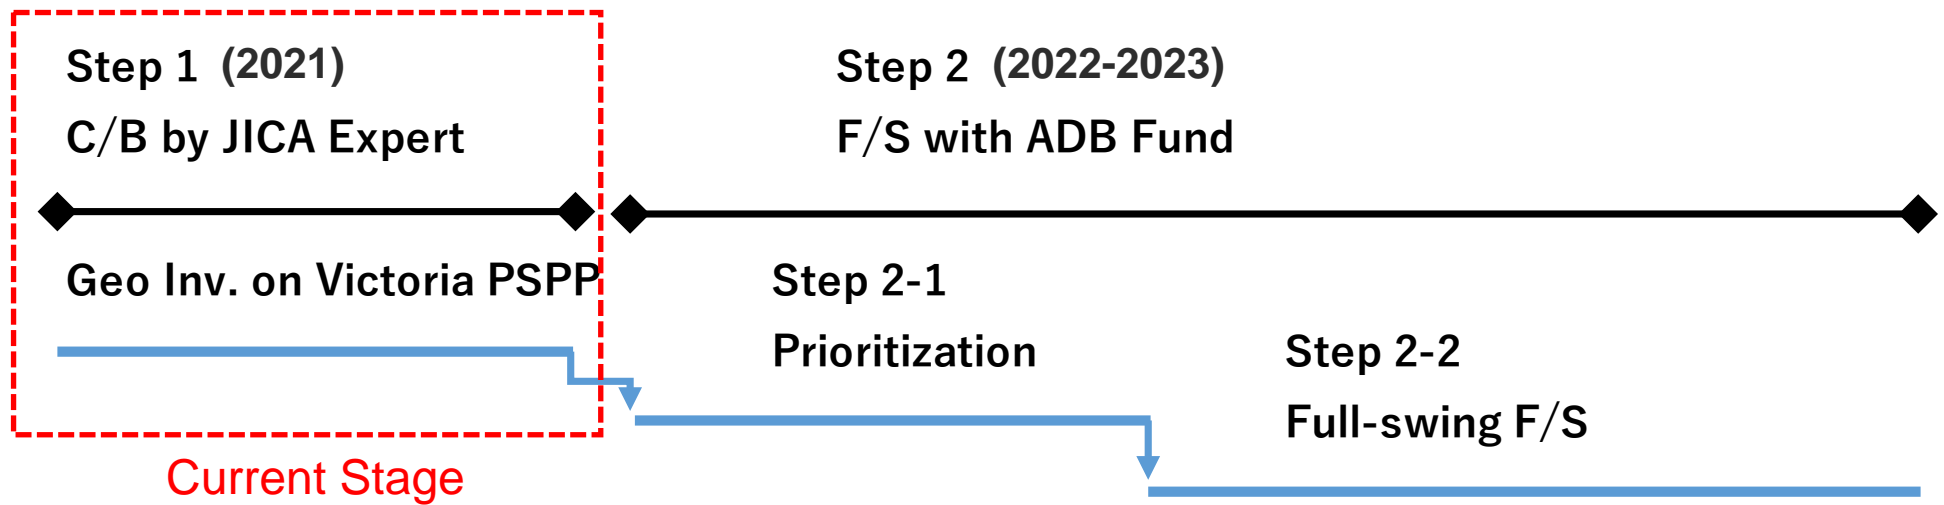 Step 1 (2021)
C/B by JICA Expert
Geo Inv. on Victoria PSPP
Current Stage
Step 2 (2022-2023)
F/S with ADB Fund
Step 2-1
Prioritization
Step 2-2
Full-swing F/S